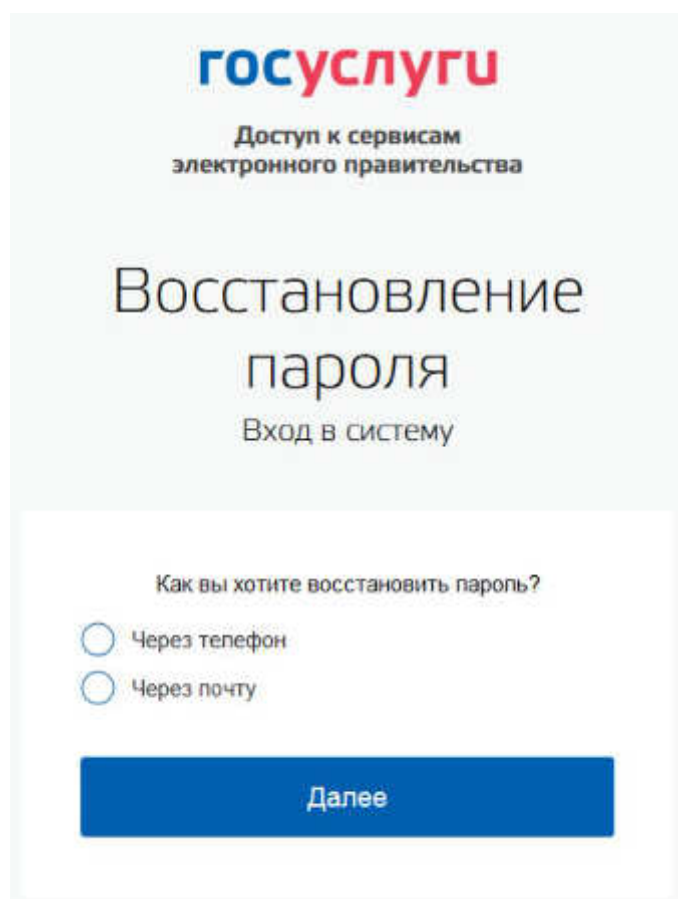 госуслуги
Доступ к сервисам
электронного правительства
Восстановление
пароля
Вход в систему
Как вы хотите восстановить пароль?
Через телефон
Через почту
Далее